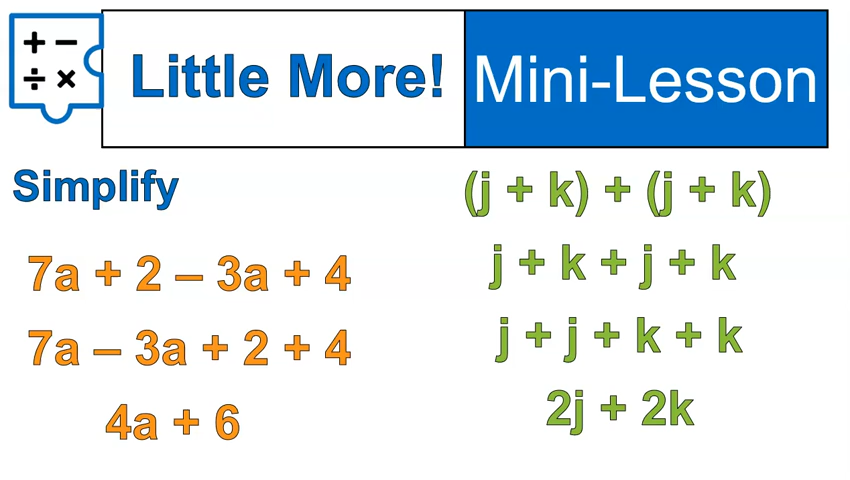 + −
÷ ×
Little More! Mini-Lesson
Simplify
7a + 2 – 3a + 4
7a – 3a + 2 + 4
4a + 6
(j + k) + (j + k)
j + k + j + k
j + j + k + k
2j + 2k